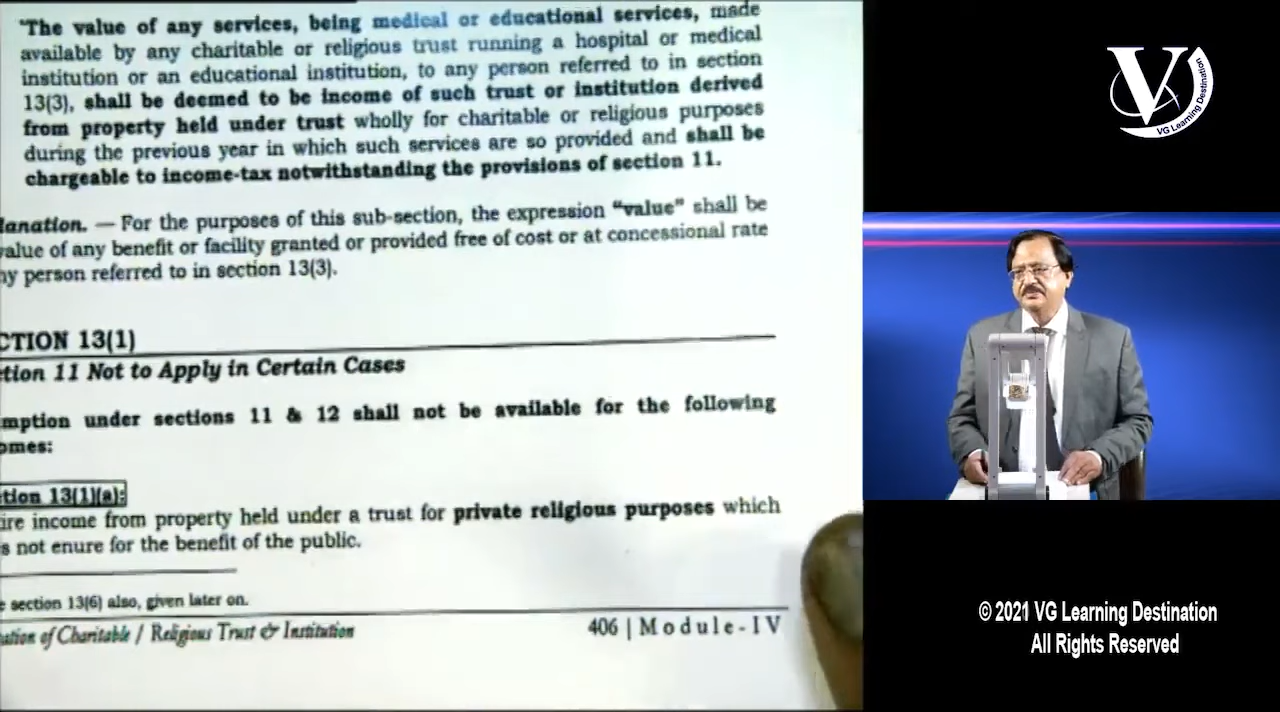 "The value of any services, being medical or educational services, made
available by any charitable or religious trust running a hospital or medical
institution or an educational institution, to any person referred to in section
13(3), shall be deemed to be income of such trust or institution derived
from property held under trust wholly for charitable or religious purposes
during the previous year in which such services are so provided and shall be
chargeable to income-tax notwithstanding the provisions of section 11.
lanation. — For the purposes of this sub-section, the expression "value" shall be
value of any benefit or facility granted or provided free of cost or at concessional rate
ny person referred to in section 13(3).
CTION 13(1)
tion 11 Not to Apply in Certain Cases
mption under sections 11 & 12 shall not be available for the following
omes:
tion 13(1)(a):
ire income from property held under a trust for private religious purposes which
s not enure for the benefit of the public.
e section 13(6) also, given later on.
ation of Charitable / Religious Trust & Institution
406 | Module-IV
V
VG Learning Destination
© 2021 VG Learning Destination
All Rights Reserved